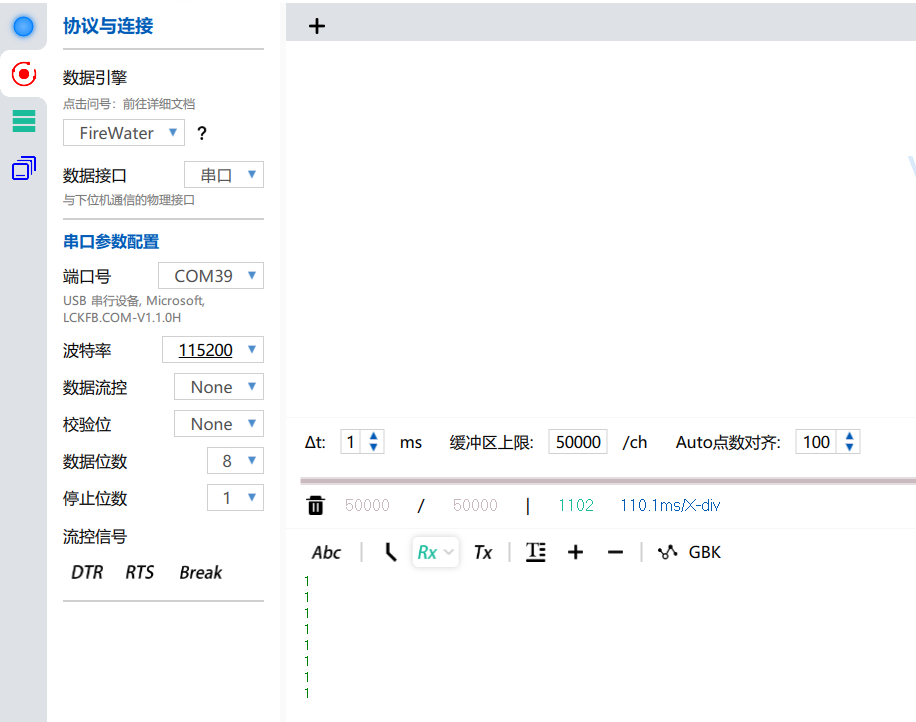 协议与连接
数据引擎
点击问号：前往详细文档
FireWater ?
数据接口 串口
与下位机通信的物理接口
串口参数配置
端口号 COM39
USB 串行设备, Microsoft,
LCKFB.COM-V1.1.0H
波特率 115200
数据流控 None
校验位 None
数据位数 8
停止位数 1
流控信号
DTR RTS Break
+
Δt: 1 ms 缓冲区上限: 50000 /ch Auto点数对齐: 100
50000 / 50000 | 1102 110.1ms/X-div
Abc Rx Tx GBK
1
1
1
1
1
1
1
1